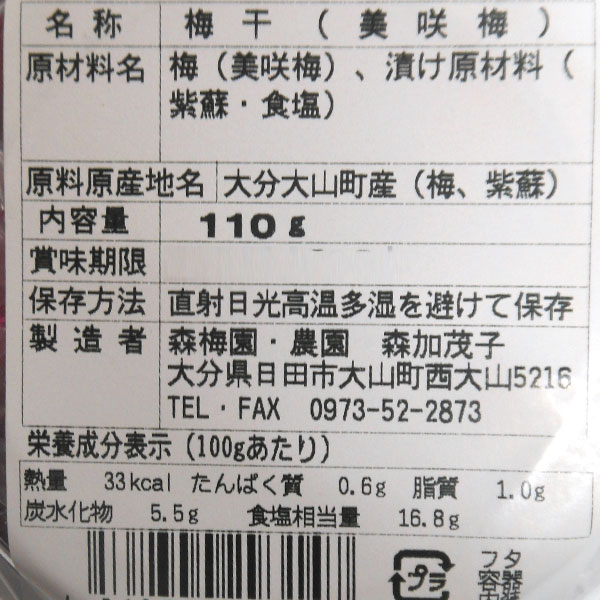 名称 梅干（美咲梅）
原材料名 梅（美咲梅）、漬け原材料（
紫蘇・食塩）
原料原産地名 大分大山町産（梅、紫蘇）
内容量 110g
賞味期限
保存方法 直射日光高温多湿を避けて保存
製造者 森梅園・農園 森加茂子
大分県日田市大山町西大山5216
TEL・FAX 0973-52-2873
栄養成分表示（100gあたり）
熱量 33kcal たんぱく質 0.6g 脂質 1.0g
炭水化物 5.5g 食塩相当量 16.8g
プラ
フタ
容器